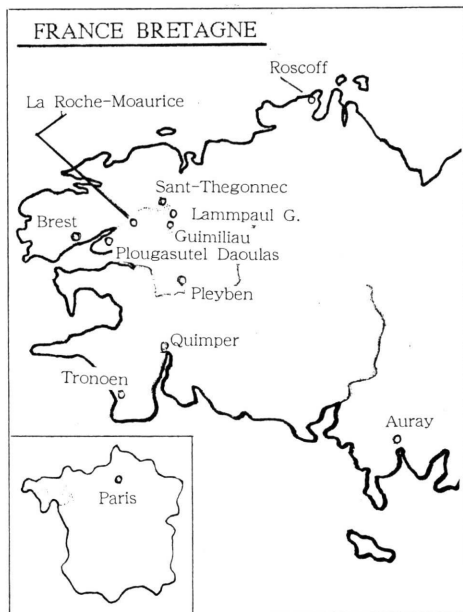 FRANCE BRETAGNE
Roscoff
La Roche-Moaurice
Sant-Thegonnec
Lammpaul G.
Brest
Guimiliau
Plougasutel Daoulas
Pleyben
Quimper
Tronoen
Auray
Paris